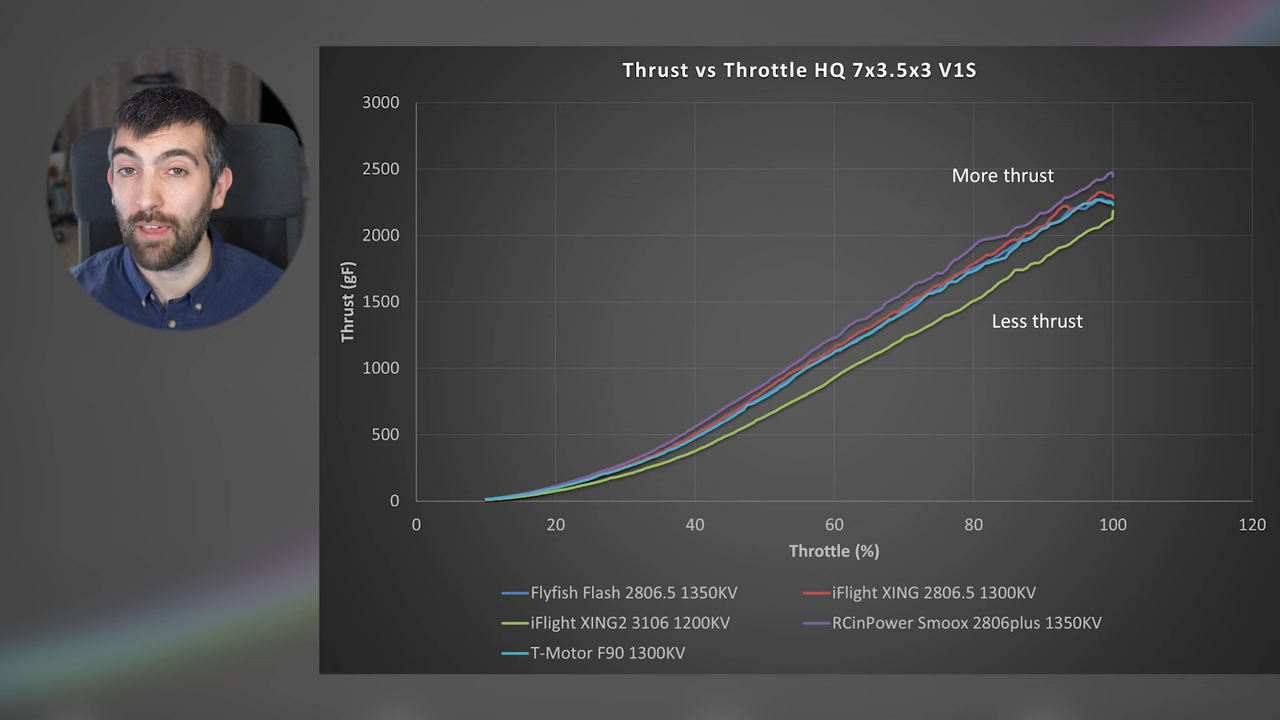 Thrust vs Throttle HQ 7x3.5x3 V1S
3000
2500
2000
1500
1000
500
0
Thrust (gF)
More thrust
Less thrust
0 20 40 60 80 100 120
Throttle (%)
Flyfish Flash 2806.5 1350KV
iFlight XING 2806.5 1300KV
iFlight XING2 3106 1200KV
RCinPower Smoox 2806plus 1350KV
T-Motor F90 1300KV